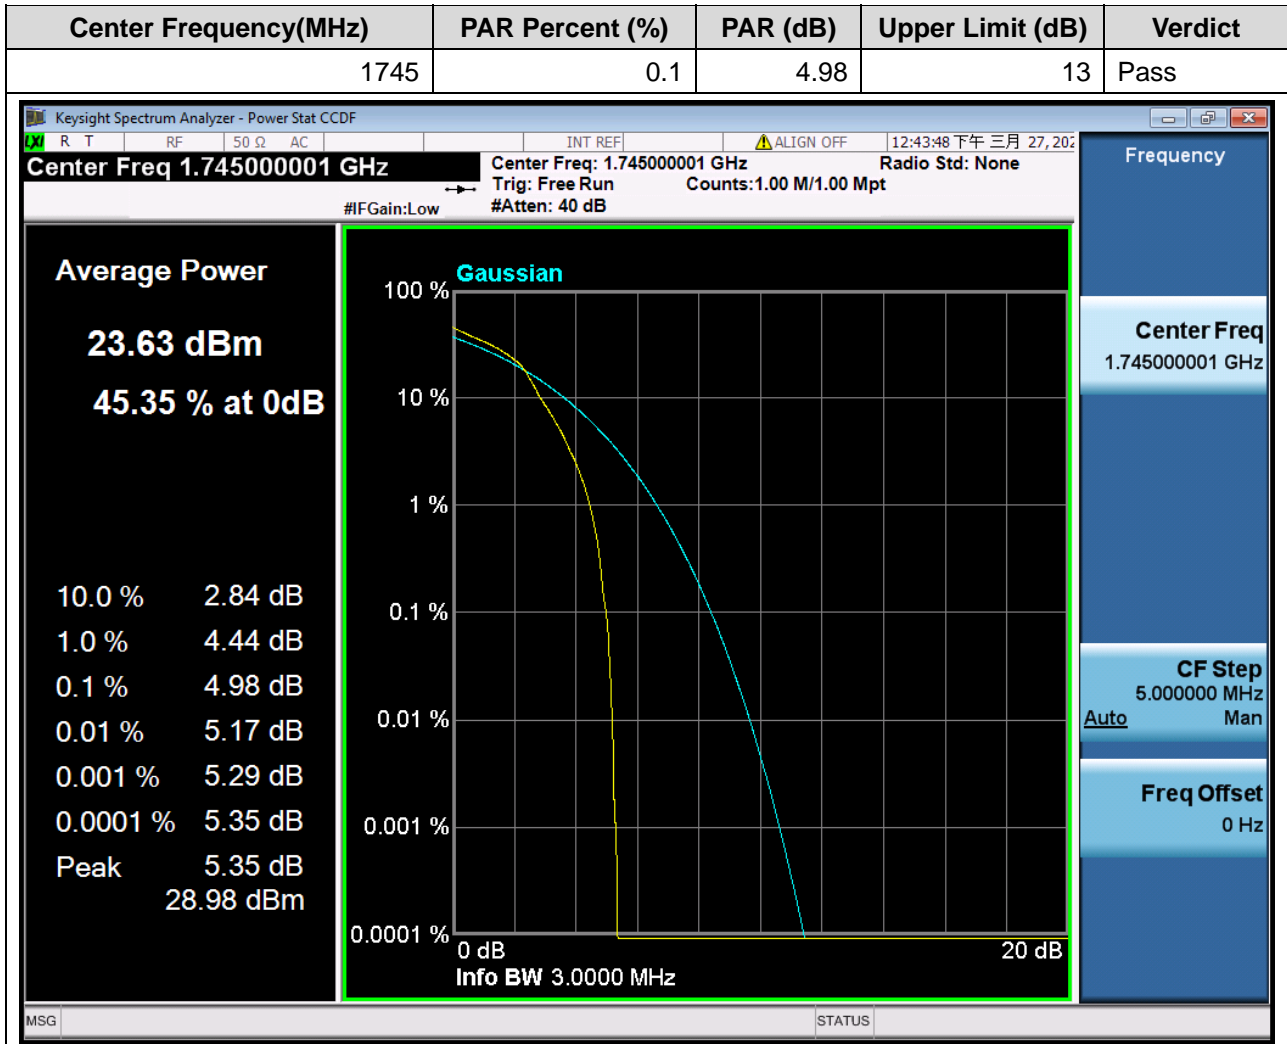 Center Frequency(MHz) PAR Percent (%) PAR (dB) Upper Limit (dB) Verdict
1745 0.1 4.98 13 Pass
Keysight Spectrum Analyzer - Power Stat CCDF
LXI R T RF 50 Ω AC INT REF ALIGN OFF 12:43:48 下午 三月 27, 202
Center Freq 1.745000001 GHz
Center Freq: 1.745000001 GHz Radio Std: None
Trig: Free Run Counts:1.00 M/1.00 Mpt
#IFGain:Low #Atten: 40 dB
Average Power
23.63 dBm
45.35 % at 0dB
10.0 % 2.84 dB
1.0 % 4.44 dB
0.1 % 4.98 dB
0.01 % 5.17 dB
0.001 % 5.29 dB
0.0001 % 5.35 dB
Peak 5.35 dB
28.98 dBm
Gaussian
100 %
10 %
1 %
0.1 %
0.01 %
0.001 %
0.0001 %
0 dB 20 dB
Info BW 3.0000 MHz
Frequency
Center Freq
1.745000001 GHz
CF Step
5.000000 MHz
Auto Man
Freq Offset
0 Hz
MSG STATUS